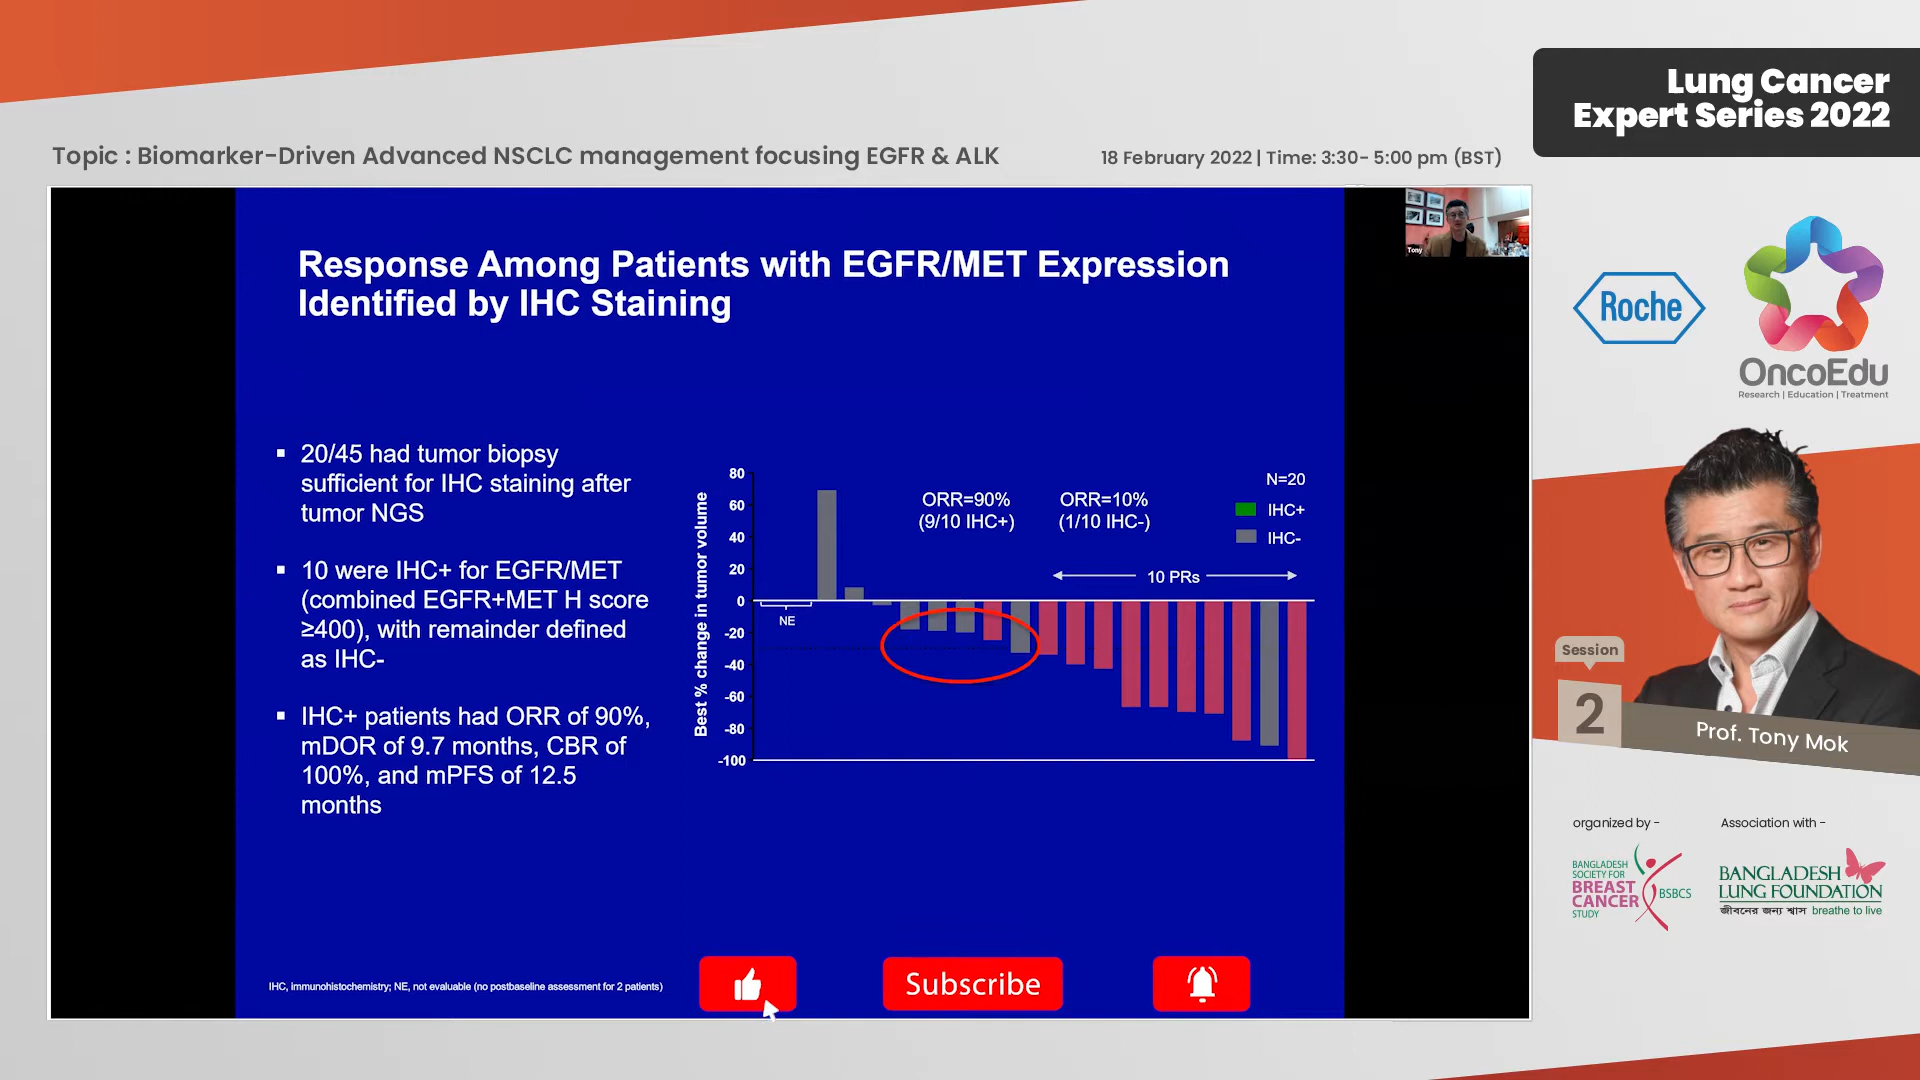 Lung Cancer
Expert Series 2022
Topic : Biomarker-Driven Advanced NSCLC management focusing EGFR & ALK
18 February 2022 | Time: 3:30- 5:00 pm (BST)
Tony
Response Among Patients with EGFR/MET Expression
Identified by IHC Staining
▪ 20/45 had tumor biopsy
sufficient for IHC staining after
tumor NGS
▪ 10 were IHC+ for EGFR/MET
(combined EGFR+MET H score
≥400), with remainder defined
as IHC-
▪ IHC+ patients had ORR of 90%,
mDOR of 9.7 months, CBR of
100%, and mPFS of 12.5
months
Best % change in tumor volume
80
60
40
20
0
-20
-40
-60
-80
-100
NE
ORR=90%
(9/10 IHC+)
ORR=10%
(1/10 IHC-)
10 PRs
N=20
IHC+
IHC-
IHC, immunohistochemistry; NE, not evaluable (no postbaseline assessment for 2 patients)
Subscribe
Roche
OncoEdu
Research | Education | Treatment
Session
2
Prof. Tony Mok
organized by -
BANGLADESH
SOCIETY FOR
BREAST
CANCER
STUDY
BSBCS
Association with -
BANGLADESH
LUNG FOUNDATION
জীবনের জন্য শ্বাস breathe to live